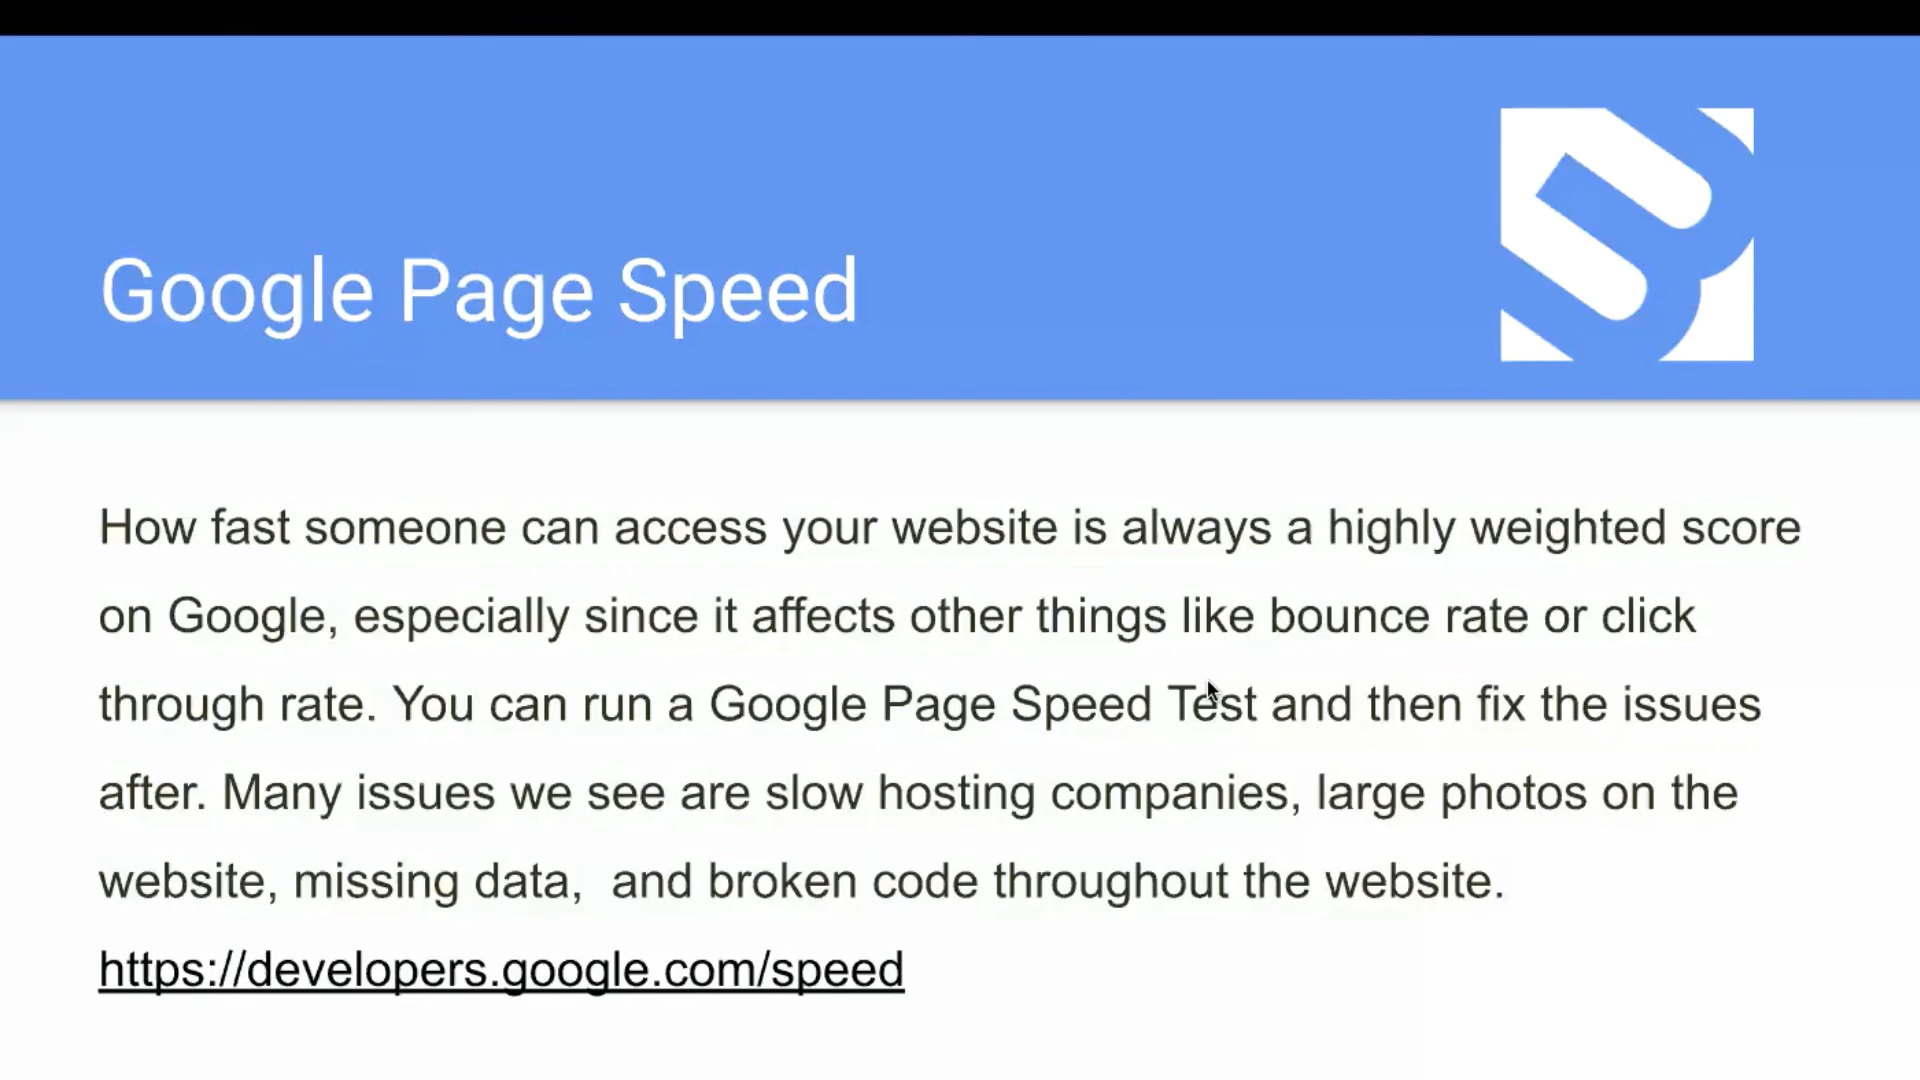 Google Page Speed
How fast someone can access your website is always a highly weighted score
on Google, especially since it affects other things like bounce rate or click
through rate. You can run a Google Page Speed Test and then fix the issues
after. Many issues we see are slow hosting companies, large photos on the
website, missing data,  and broken code throughout the website.
https://developers.google.com/speed